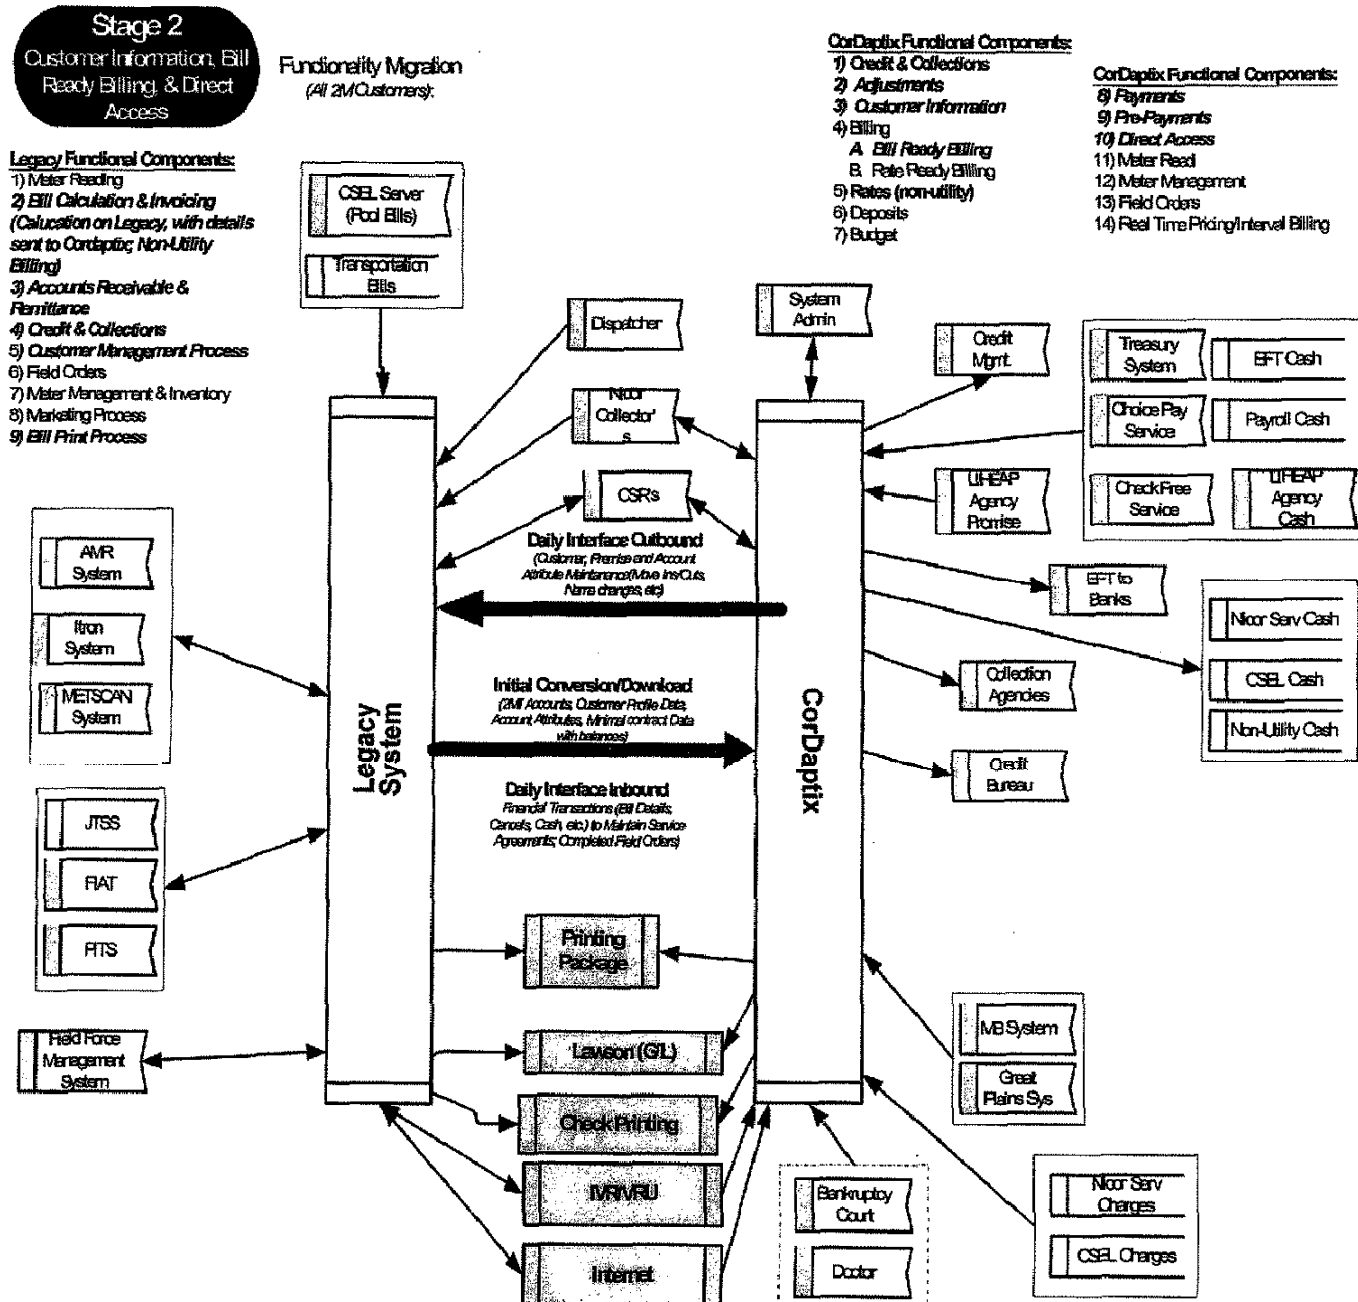 Stage 2
Customer Information, Bill
Ready Billing, & Direct
Access
Functionality Migration
(All 2M Customers):
Legacy Functional Components:
1) Meter Reading
2) Bill Calculation & Invoicing
(Calucation on Legacy, with details
sent to Cordaptix; Non-Utility
Billing)
3) Accounts Receivable &
Remittance
4) Credit & Collections
5) Customer Management Process
6) Field Orders
7) Meter Management & Inventory
8) Marketing Process
9) Bill Print Process
CorDaptix Functional Components:
1) Credit & Collections
2) Adjustments
3) Customer Information
4) Billing
A. Bill Ready Billing
B. Rate Ready Billing
5) Rates (non-utility)
6) Deposits
7) Budget
CorDaptix Functional Components:
8) Payments
9) Pre-Payments
10) Direct Access
11) Meter Read
12) Meter Management
13) Field Orders
14) Real Time Pricing/Interval Billing
CSEL Server
(Pool Bills)
Transportation
Bills
Dispatcher
System
Admin
Credit
Mgmt.
Treasury
System
EFT Cash
Nicor
Collector's
Choice Pay
Service
Payroll Cash
CSR's
LIHEAP
Agency
Promise
CheckFree
Service
LIHEAP
Agency
Cash
Daily Interface Outbound
(Customer, Premise and Account
Attribute Maintenance(Move Ins/Outs,
Name changes, etc)
AMR
System
Itron
System
METSCAN
System
EFT to
Banks
Nicor Serv Cash
CSEL Cash
Non-Utility Cash
Collection
Agencies
Credit
Bureau
Initial Conversion/Download
(2MII Accounts, Customer Profile Data,
Account Attributes, Minimal contract Data
with balances)
Legacy
System
CorDaptix
Daily Interface Inbound
Financial Transactions (Bill Details,
Cancels, Cash, etc.) to Maintain Service
Agreements; Completed Field Orders)
JTSS
FIAT
FITS
Printing
Package
Field Force
Management
System
Lawson (G/L)
MB System
Great
Plains Sys
Check Printing
IVR/VRU
Internet
Bankruptcy
Court
Doctor
Nicor Serv
Charges
CSEL Charges